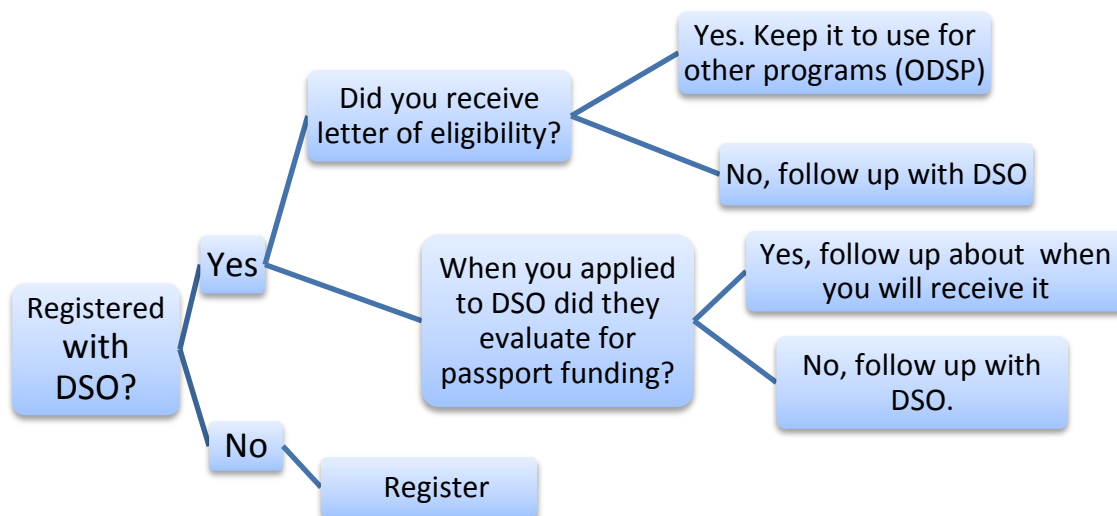 Registered
with
DSO?
Yes
Did you receive
letter of eligibility?
Yes. Keep it to use for
other programs (ODSP)
No, follow up with DSO
When you applied
to DSO did they
evaluate for
passport funding?
Yes, follow up about  when
you will receive it
No, follow up with
DSO.
No
Register